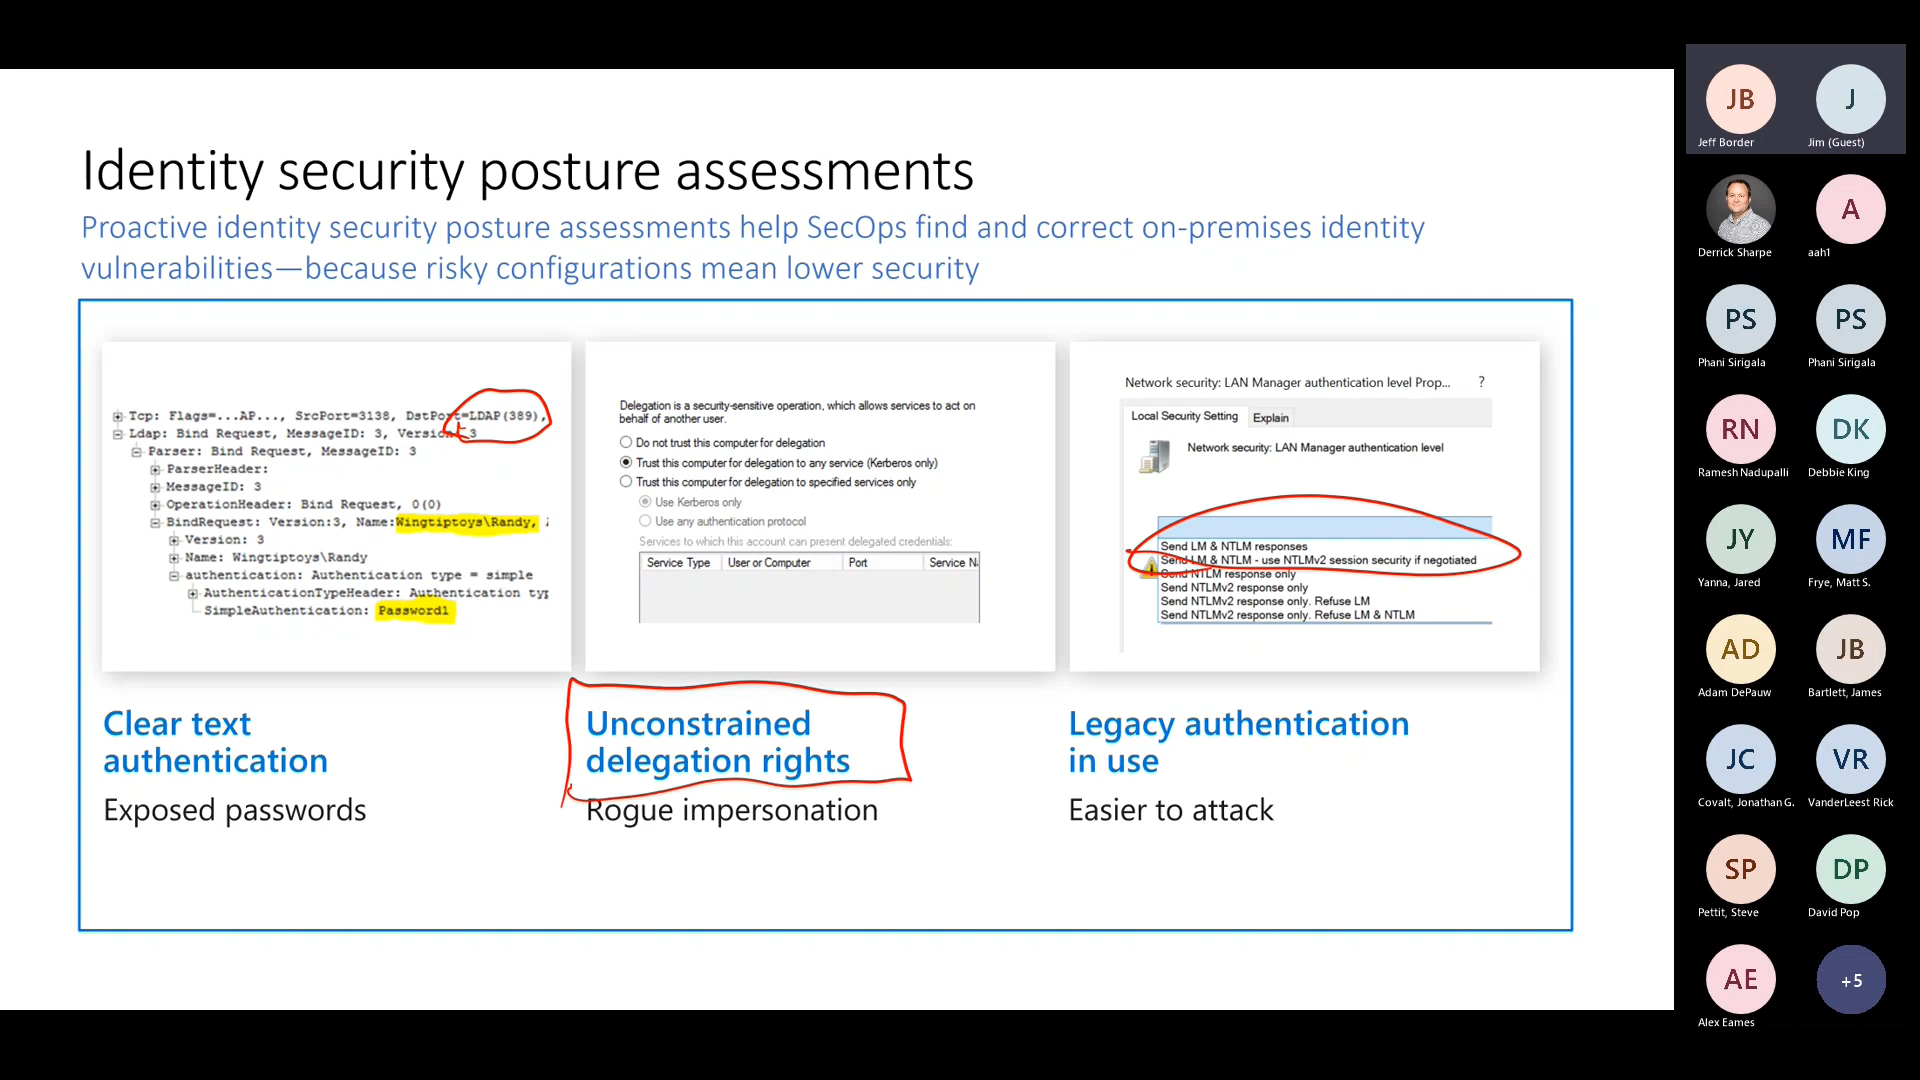 Identity security posture assessments
Proactive identity security posture assessments help SecOps find and correct on-premises identity
vulnerabilities—because risky configurations mean lower security
Tcp: Flags=...AP..., SrcPort=3138, DstPort=LDAP(389),
Ldap: Bind Request, MessageID: 3, Version: 3
Parser: Bind Request, MessageID: 3
ParserHeader:
MessageID: 3
OperationHeader: Bind Request, 0(0)
BindRequest: Version:3, Name:Wingtiptoys\Randy,
Version: 3
Name: Wingtiptoys\Randy
authentication: Authentication type = simple
AuthenticationTypeHeader: Authentication typ
SimpleAuthentication: Password1
Clear text
authentication
Exposed passwords
Delegation is a security-sensitive operation, which allows services to act on
behalf of another user.
Do not trust this computer for delegation
Trust this computer for delegation to any service (Kerberos only)
Trust this computer for delegation to specified services only
Use Kerberos only
Use any authentication protocol
Services to which this account can present delegated credentials:
Service Type User or Computer Port Service N
Unconstrained
delegation rights
Rogue impersonation
Network security: LAN Manager authentication level Prop... ?
Local Security Setting Explain
Network security: LAN Manager authentication level
Send LM & NTLM responses
Send LM & NTLM - use NTLMv2 session security if negotiated
Send NTLM response only
Send NTLMv2 response only
Send NTLMv2 response only. Refuse LM
Send NTLMv2 response only. Refuse LM & NTLM
Legacy authentication
in use
Easier to attack
JB J
Jeff Border Jim (Guest)
A
Derrick Sharpe aah1
PS PS
Phani Sirigala Phani Sirigala
RN DK
Ramesh Nadupalli Debbie King
JY MF
Yanna, Jared Frye, Matt S.
AD JB
Adam DePauw Bartlett, James
JC VR
Covalt, Jonathan G. VanderLeest Rick
SP DP
Pettit, Steve David Pop
AE +5
Alex Eames